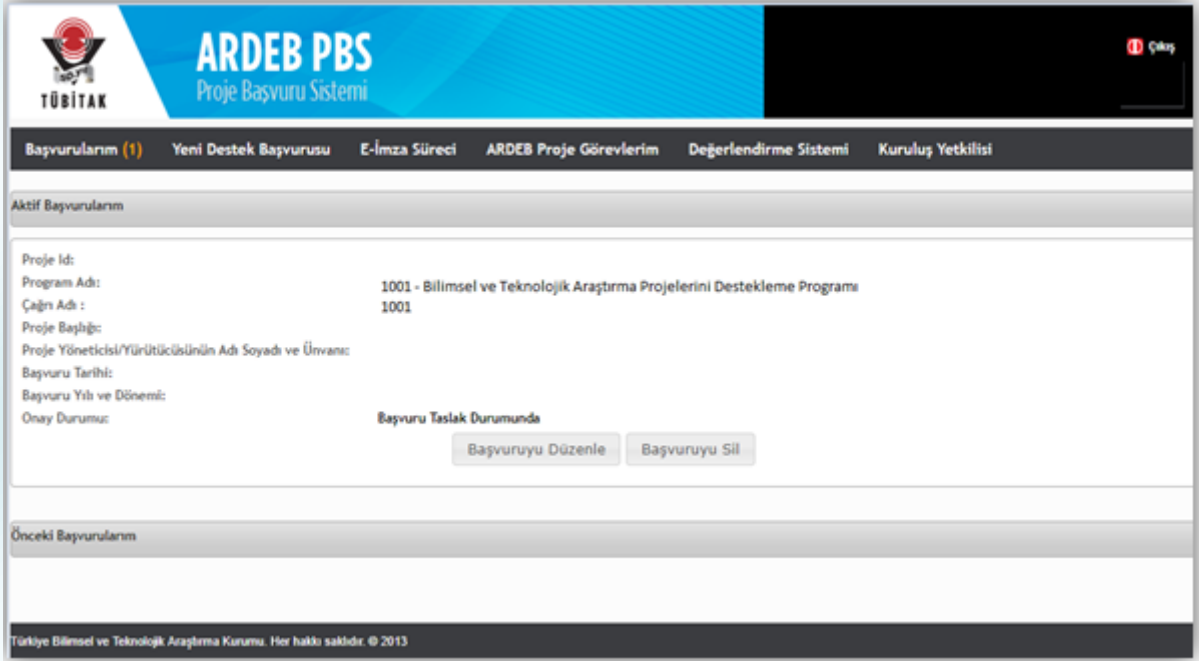 TÜBİTAK
ARDEB PBS
Proje Başvuru Sistemi
Çıkış
Başvurularım (1) Yeni Destek Başvurusu E-İmza Süreci ARDEB Proje Görevlerim Değerlendirme Sistemi Kuruluş Yetkilisi
Aktif Başvurularım
Proje Id:
Program Adı: 1001 - Bilimsel ve Teknolojik Araştırma Projelerini Destekleme Programı
Çağrı Adı : 1001
Proje Başlığı:
Proje Yöneticisi/Yürütücüsünün Adı Soyadı ve Ünvanı:
Başvuru Tarihi:
Başvuru Yılı ve Dönemi:
Onay Durumu: Başvuru Taslak Durumunda
Başvuruyu Düzenle Başvuruyu Sil
Önceki Başvurularım
Türkiye Bilimsel ve Teknolojik Araştırma Kurumu. Her hakkı saklıdır. © 2013